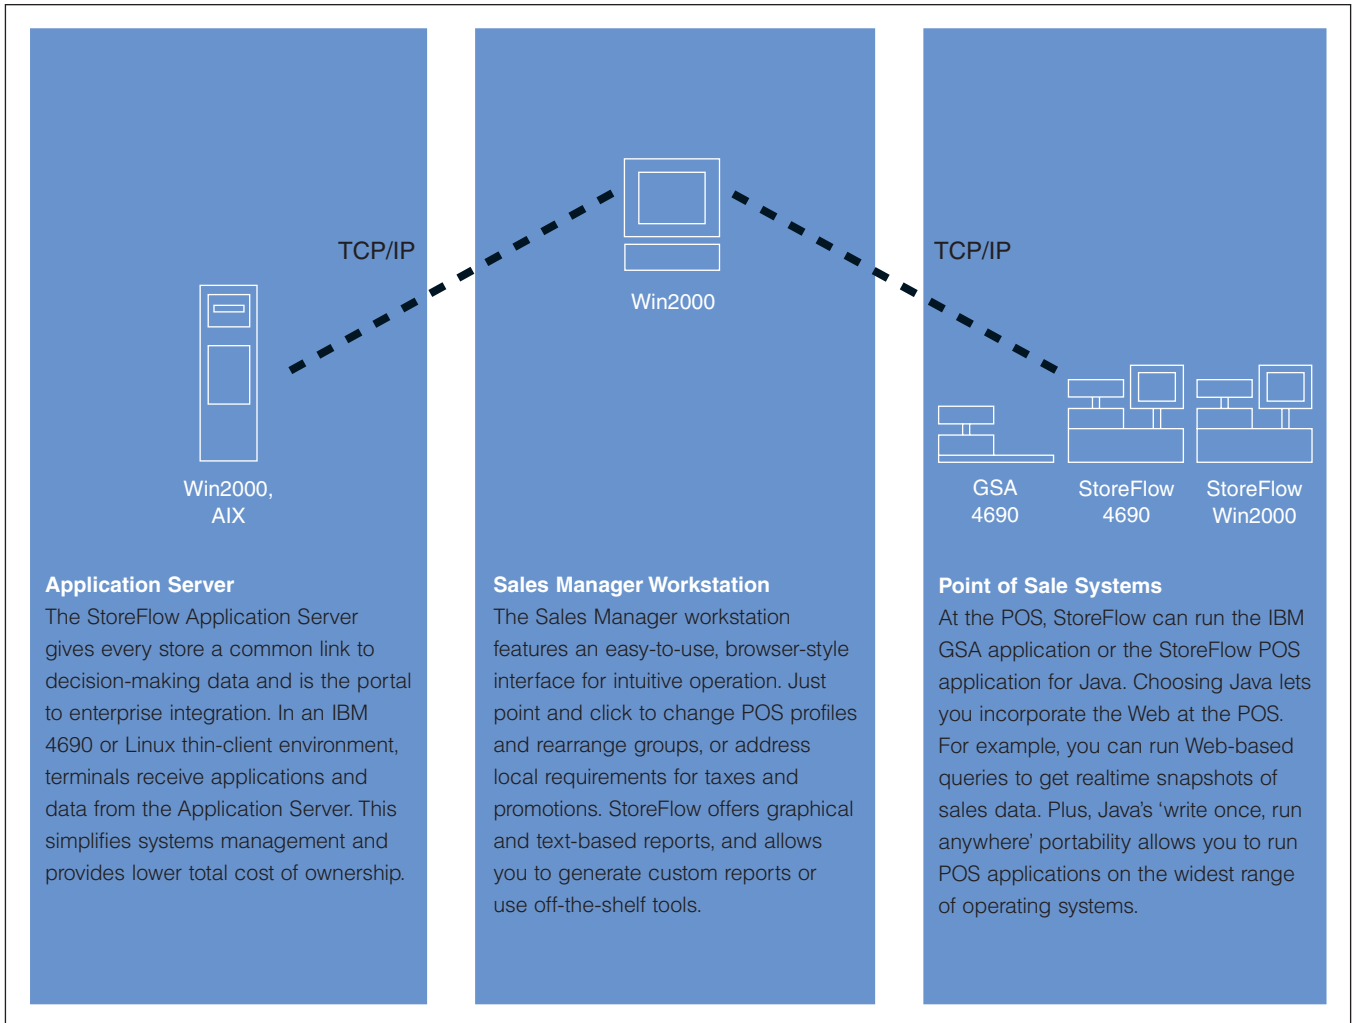 TCP/IP
Win2000,
AIX
Application Server
The StoreFlow Application Server
gives every store a common link to
decision-making data and is the portal
to enterprise integration. In an IBM
4690 or Linux thin-client environment,
terminals receive applications and
data from the Application Server. This
simplifies systems management and
provides lower total cost of ownership.
Win2000
Sales Manager Workstation
The Sales Manager workstation
features an easy-to-use, browser-style
interface for intuitive operation. Just
point and click to change POS profiles
and rearrange groups, or address
local requirements for taxes and
promotions. StoreFlow offers graphical
and text-based reports, and allows
you to generate custom reports or
use off-the-shelf tools.
TCP/IP
GSA
4690
StoreFlow
4690
StoreFlow
Win2000
Point of Sale Systems
At the POS, StoreFlow can run the IBM
GSA application or the StoreFlow POS
application for Java. Choosing Java lets
you incorporate the Web at the POS.
For example, you can run Web-based
queries to get realtime snapshots of
sales data. Plus, Java's ‘write once, run
anywhere’ portability allows you to run
POS applications on the widest range
of operating systems.